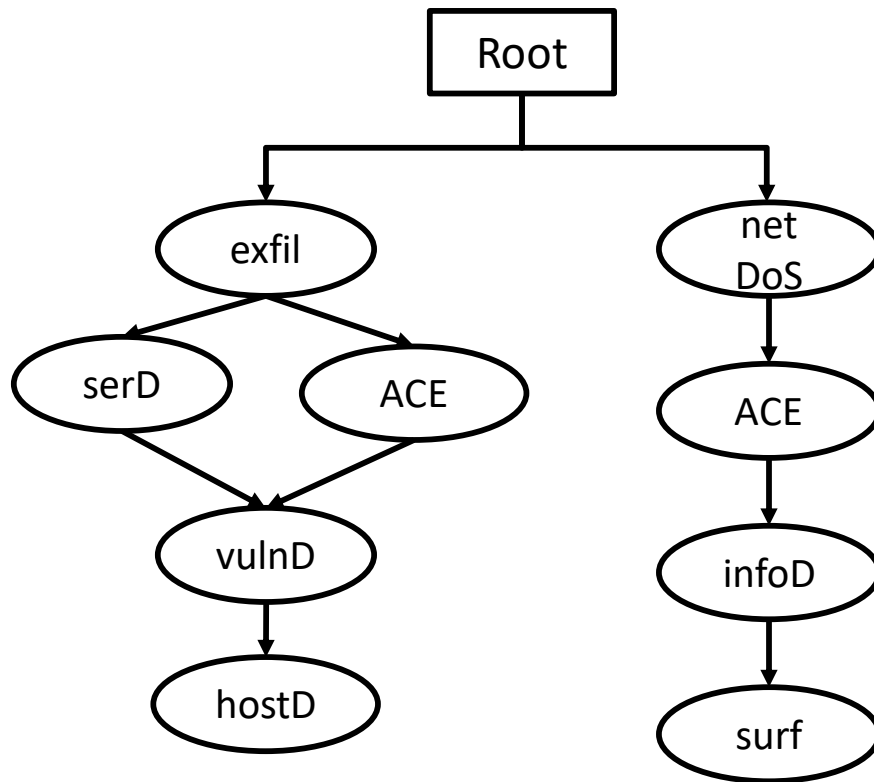 Root
exfil
net
DoS
serD
ACE
ACE
vulnD
infoD
hostD
surf